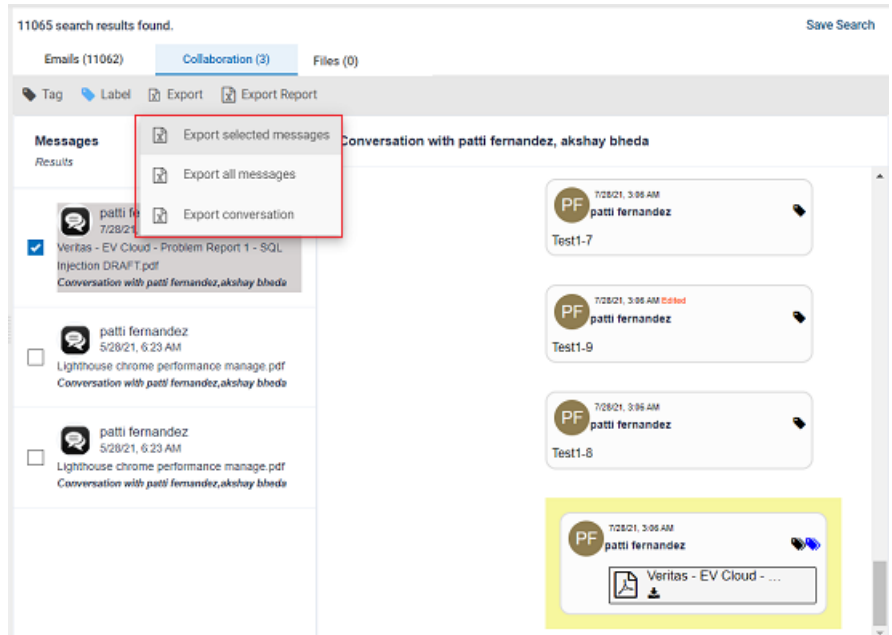 11065 search results found.
Save Search
Emails (11062)
Collaboration (3)
Files (0)
Tag
Label
Export
Export Report
Export selected messages
Export all messages
Export conversation
Messages
Results
patti fe
7/28/21
Veritas - EV Cloud - Problem Report 1 - SQL
Injection DRAFT.pdf
Conversation with patti fernandez,akshay bheda
patti fernandez
5/28/21, 6:23 AM
Lighthouse chrome performance manage.pdf
Conversation with patti fernandez,akshay bheda
patti fernandez
5/28/21, 6:23 AM
Lighthouse chrome performance manage.pdf
Conversation with patti fernandez,akshay bheda
Conversation with patti fernandez, akshay bheda
PF
7/28/21, 3:06 AM
patti fernandez
Test1-7
PF
7/28/21, 3:06 AM Edited
patti fernandez
Test1-9
PF
7/28/21, 3:06 AM
patti fernandez
Test1-8
PF
7/28/21, 3:06 AM
patti fernandez
Veritas - EV Cloud - ...